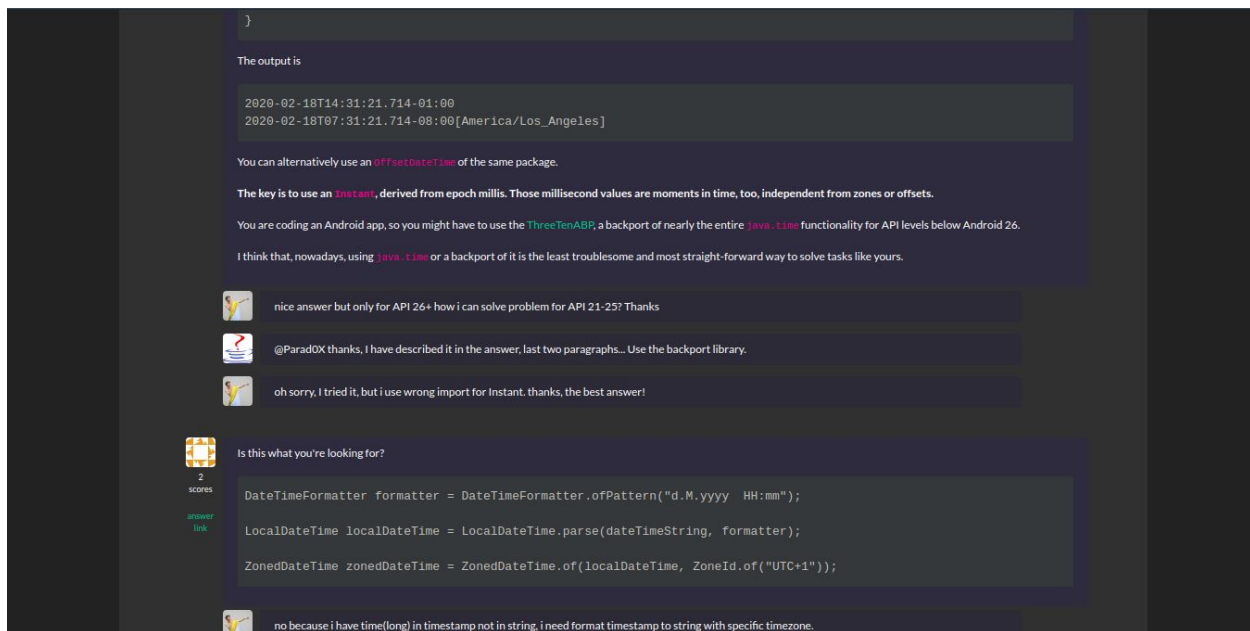 }
The output is
2020-02-18T14:31:21.714-01:00
2020-02-18T07:31:21.714-08:00[America/Los_Angeles]
You can alternatively use an OffsetDateTime of the same package.
The key is to use an Instant, derived from epoch millis. Those millisecond values are moments in time, too, independent from zones or offsets.
You are coding an Android app, so you might have to use the ThreeTenABP, a backport of nearly the entire java.time functionality for API levels below Android 26.
I think that, nowadays, using java.time or a backport of it is the least troublesome and most straight-forward way to solve tasks like yours.
nice answer but only for API 26+ how i can solve problem for API 21-25? Thanks
@Parad0X thanks, I have described it in the answer, last two paragraphs... Use the backport library.
oh sorry, I tried it, but i use wrong import for Instant. thanks, the best answer!
Is this what you're looking for?
2
scores
answer
link
DateTimeFormatter formatter = DateTimeFormatter.ofPattern("d.M.yyyy  HH:mm");
LocalDateTime localDateTime = LocalDateTime.parse(dateTimeString, formatter);
ZonedDateTime zonedDateTime = ZonedDateTime.of(localDateTime, ZoneId.of("UTC+1"));
no because i have time(long) in timestamp not in string, i need format timestamp to string with specific timezone.